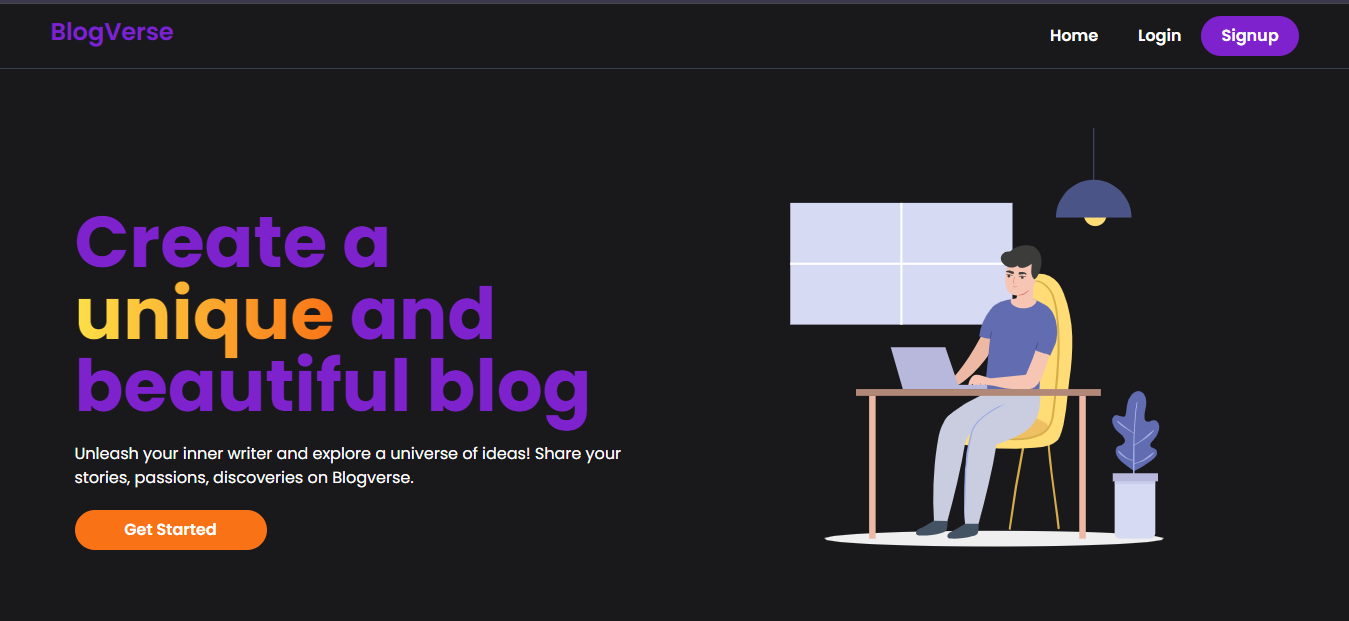 BlogVerse
Home Login Signup
Create a
unique and
beautiful blog
Unleash your inner writer and explore a universe of ideas! Share your
stories, passions, discoveries on Blogverse.
Get Started